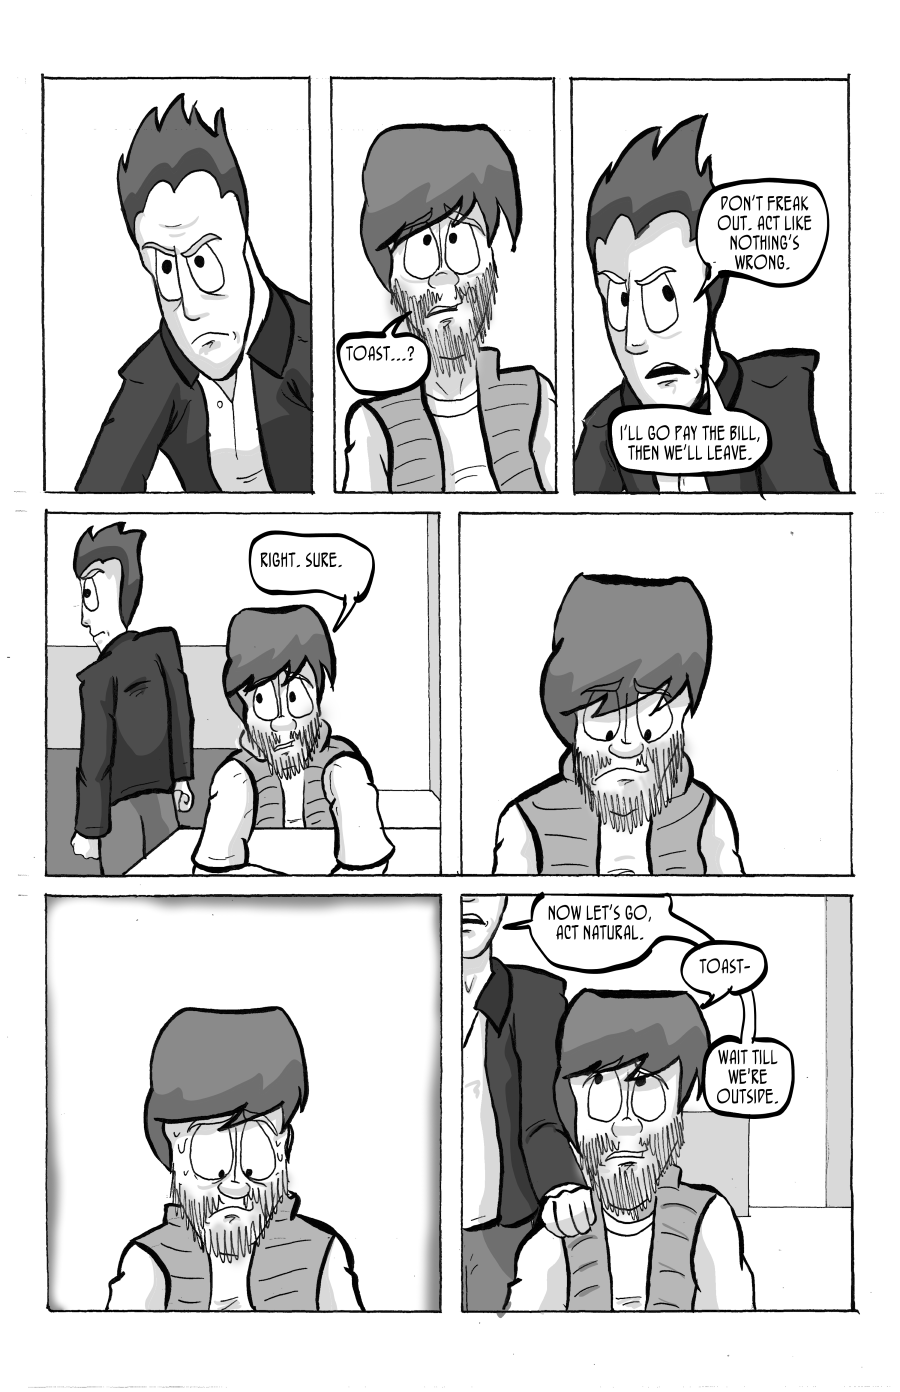 TOAST...?
DON'T FREAK
OUT. ACT LIKE
NOTHING'S
WRONG.
I'LL GO PAY THE BILL,
THEN WE'LL LEAVE.
RIGHT. SURE.
NOW LET'S GO,
ACT NATURAL.
TOAST-
WAIT TILL
WE'RE
OUTSIDE.